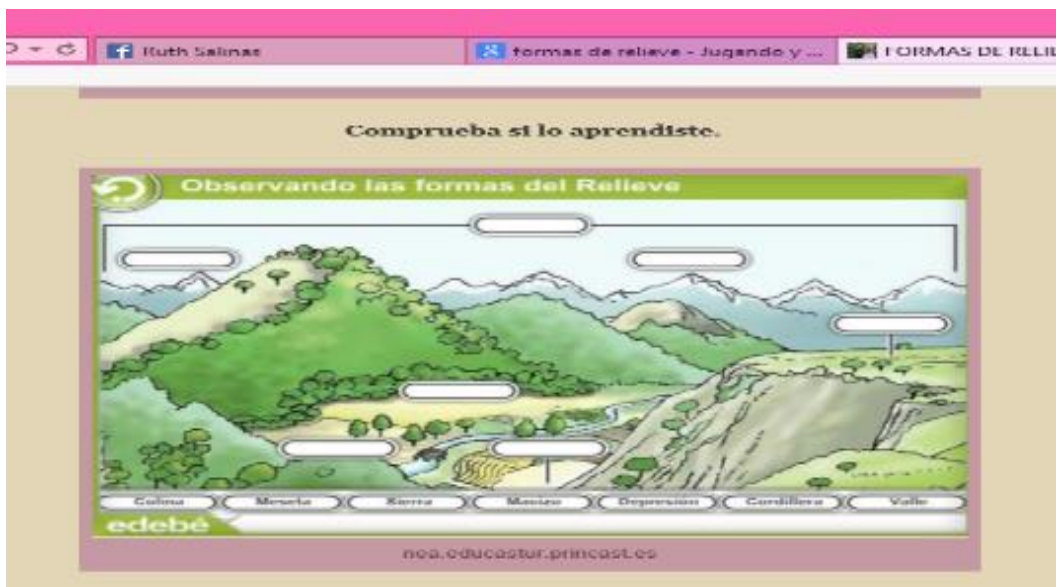 Ruth Salinas
formas de relieve - Jugando y ...
FORMAS DE RELIE
Comprueba si lo aprendiste.
Observando las formas del Relieve
Colina
Meseta
Sierra
Macizo
Depresión
Cordillera
Valle
edebé
nea.educastur.princast.es